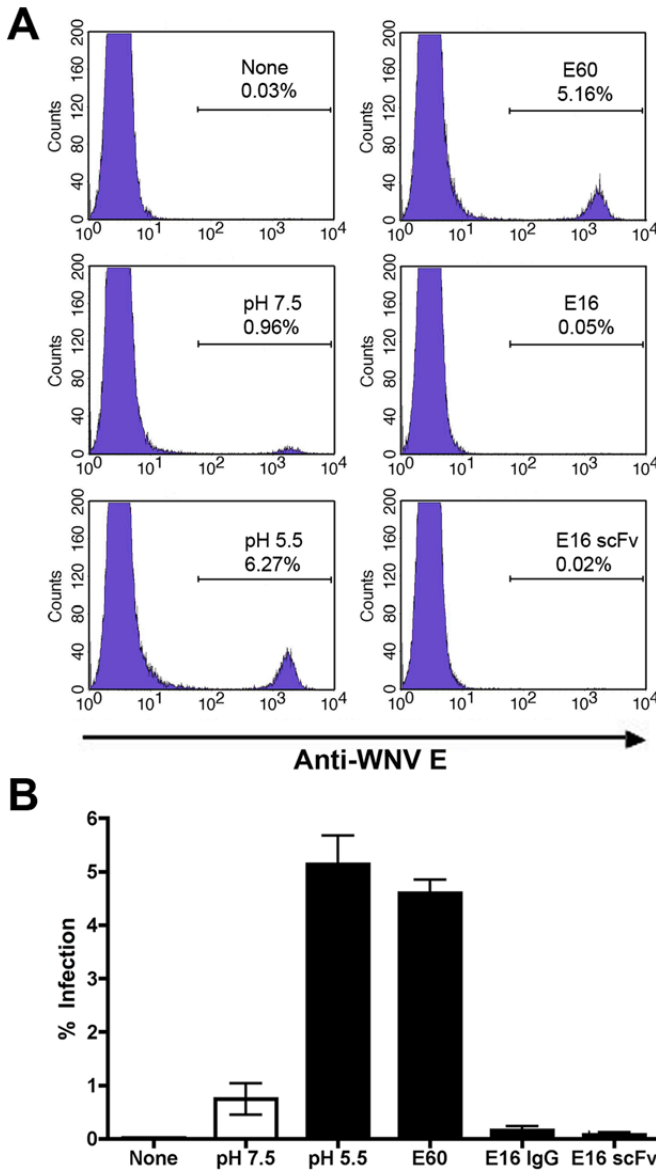 A
None
0.03%
Counts
200
160
120
80
40
0
10^0 10^1 10^2 10^3 10^4
E60
5.16%
Counts
200
160
120
80
40
0
10^0 10^1 10^2 10^3 10^4
pH 7.5
0.96%
Counts
200
160
120
80
40
0
10^0 10^1 10^2 10^3 10^4
E16
0.05%
Counts
200
160
120
80
40
0
10^0 10^1 10^2 10^3 10^4
pH 5.5
6.27%
Counts
200
160
120
80
40
0
10^0 10^1 10^2 10^3 10^4
E16 scFv
0.02%
Counts
200
160
120
80
40
0
10^0 10^1 10^2 10^3 10^4
Anti-WNV E
B
% Infection
6
5
4
3
2
1
0
None pH 7.5 pH 5.5 E60 E16 IgG E16 scFv